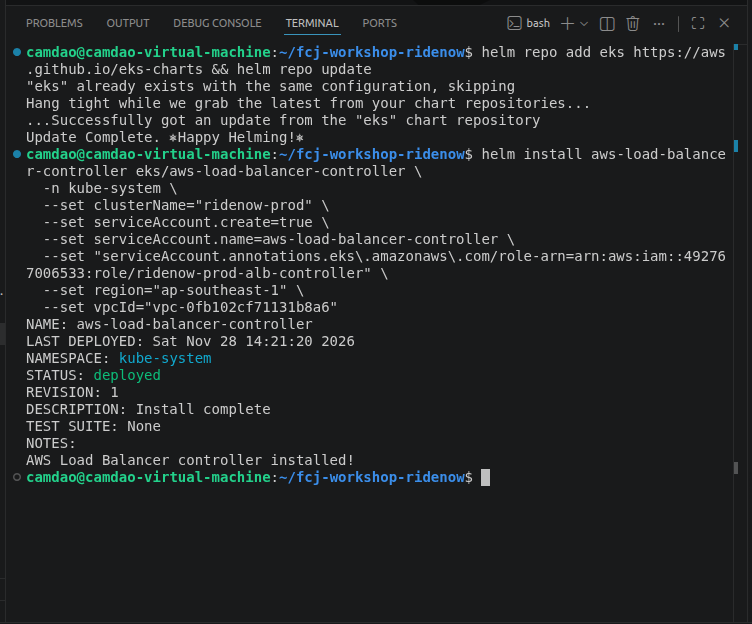 PROBLEMS OUTPUT DEBUG CONSOLE TERMINAL PORTS bash
camdao@camdao-virtual-machine:~/fcj-workshop-ridenow$ helm repo add eks https://aws
.github.io/eks-charts && helm repo update
"eks" already exists with the same configuration, skipping
Hang tight while we grab the latest from your chart repositories...
...Successfully got an update from the "eks" chart repository
Update Complete. ⎈Happy Helming!⎈
camdao@camdao-virtual-machine:~/fcj-workshop-ridenow$ helm install aws-load-balance
r-controller eks/aws-load-balancer-controller \
  -n kube-system \
  --set clusterName="ridenow-prod" \
  --set serviceAccount.create=true \
  --set serviceAccount.name=aws-load-balancer-controller \
  --set "serviceAccount.annotations.eks\.amazonaws\.com/role-arn=arn:aws:iam::49276
7006533:role/ridenow-prod-alb-controller" \
  --set region="ap-southeast-1" \
  --set vpcId="vpc-0fb102cf71131b8a6"
NAME: aws-load-balancer-controller
LAST DEPLOYED: Sat Nov 28 14:21:20 2026
NAMESPACE: kube-system
STATUS: deployed
REVISION: 1
DESCRIPTION: Install complete
TEST SUITE: None
NOTES:
AWS Load Balancer controller installed!
camdao@camdao-virtual-machine:~/fcj-workshop-ridenow$